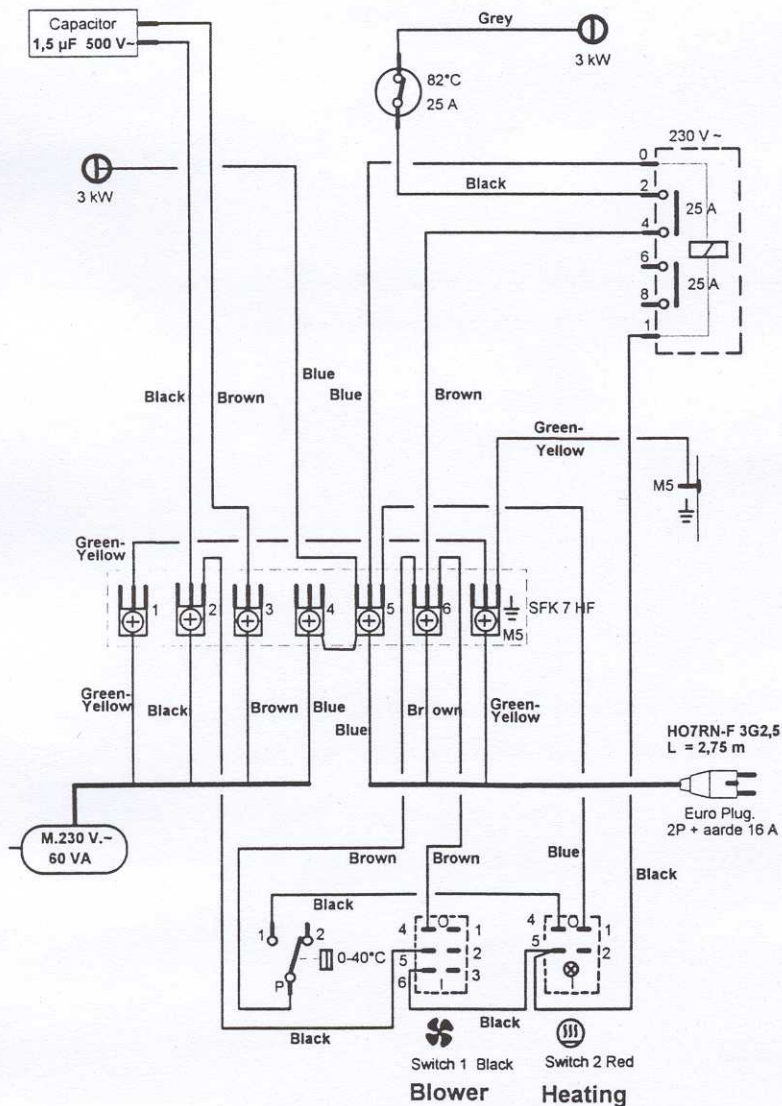 Capacitor
1,5 µF 500 V~
Grey
3 kW
82°C
25 A
230 V ~
0
Black
2
25 A
4
6
25 A
8
1
3 kW
Blue
Black
Brown
Blue
Brown
Green-
Yellow
M5
Green-
Yellow
1
2
3
4
5
6
SFK 7 HF
M5
Green-
Yellow
Black
Brown
Blue
Blue
Brown
Green-
Yellow
HO7RN-F 3G2,5
L = 2,75 m
Euro Plug.
2P + aarde 16 A
M.230 V.~
60 VA
Brown
Brown
Blue
Black
Black
1
2
P
0-40°C
4
O
1
5
2
6
3
I
4
O
1
5
2
I
Black
Black
Switch 1 Black
Switch 2 Red
Blower
Heating